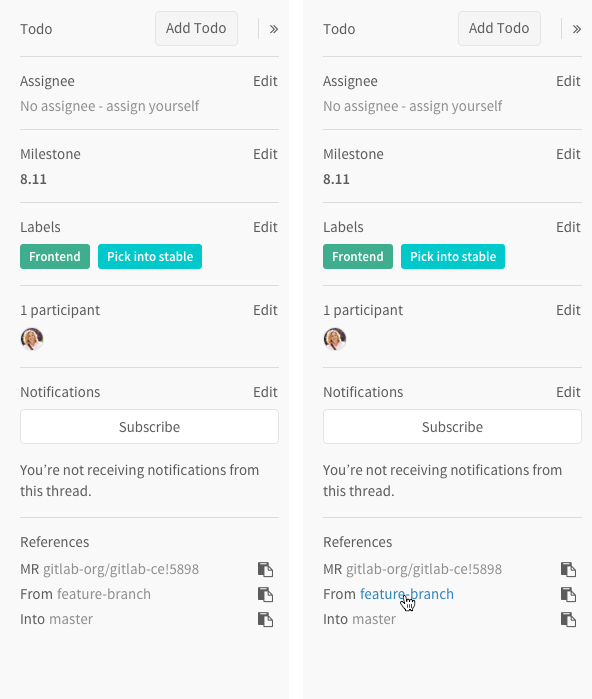 Todo
Add Todo
»
Assignee
Edit
No assignee - assign yourself
Milestone
Edit
8.11
Labels
Edit
Frontend
Pick into stable
1 participant
Edit
Notifications
Edit
Subscribe
You’re not receiving notifications from
this thread.
References
MR gitlab-org/gitlab-ce!5898
From feature-branch
Into master
Todo
Add Todo
»
Assignee
Edit
No assignee - assign yourself
Milestone
Edit
8.11
Labels
Edit
Frontend
Pick into stable
1 participant
Edit
Notifications
Edit
Subscribe
You’re not receiving notifications from
this thread.
References
MR gitlab-org/gitlab-ce!5898
From feature-branch
Into master